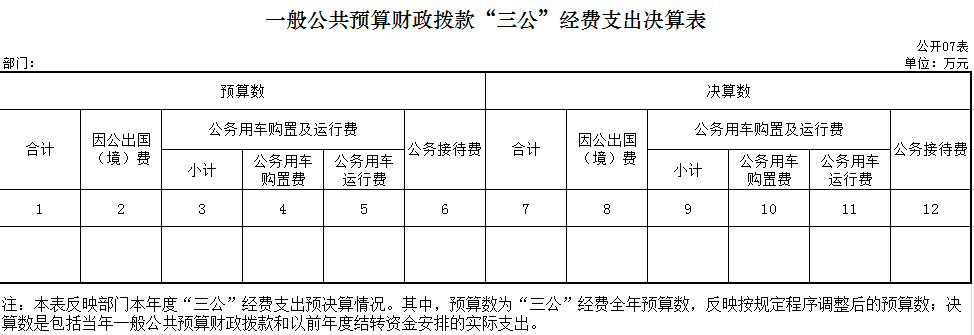 一般公共预算财政拨款“三公”经费支出决算表
公开07表
部门： 单位：万元
预算数 决算数
合计 因公出国（境）费 公务用车购置及运行费 公务接待费 合计 因公出国（境）费 公务用车购置及运行费 公务接待费
小计 公务用车购置费 公务用车运行费 小计 公务用车购置费 公务用车运行费
1 2 3 4 5 6 7 8 9 10 11 12
注：本表反映部门本年度“三公”经费支出预决算情况。其中，预算数为“三公”经费全年预算数，反映按规定程序调整后的预算数；决
算数是包括当年一般公共预算财政拨款和以前年度结转资金安排的实际支出。